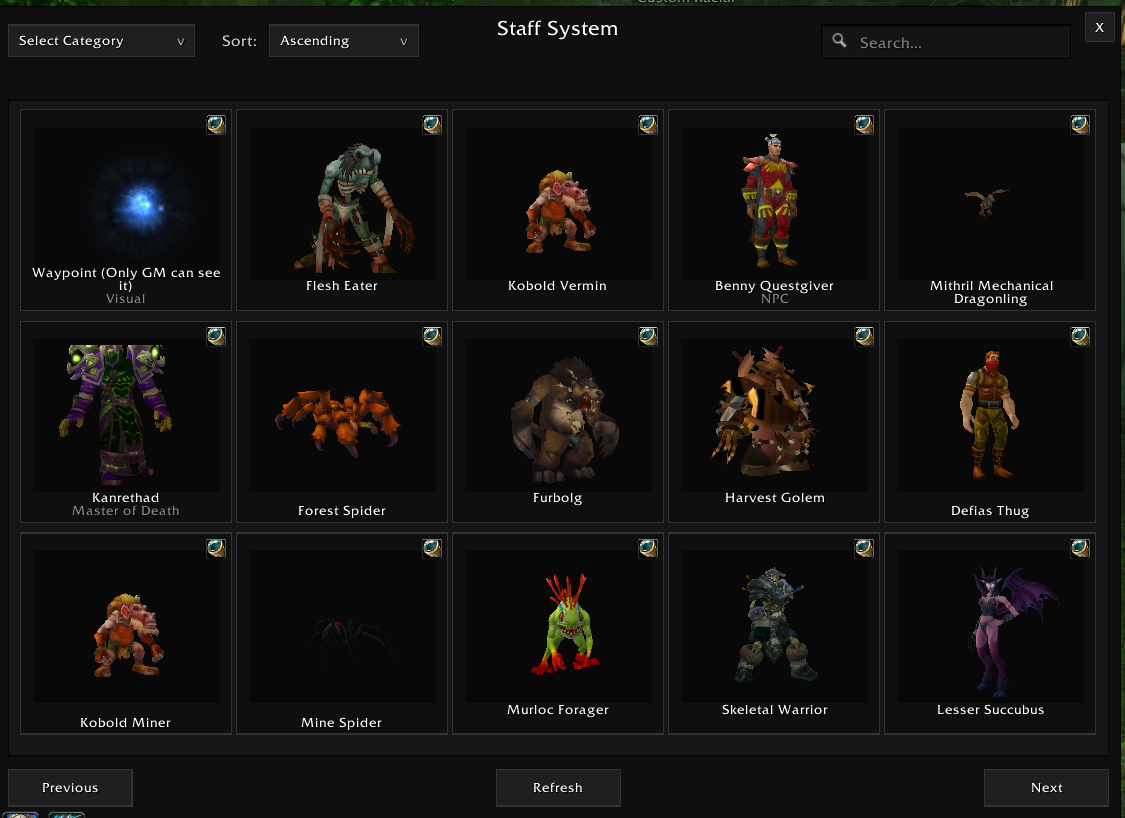 Custom Racial
Staff System
Select Category v
Sort:
Ascending v
Search...
X
Waypoint (Only GM can see
it)
Visual
Flesh Eater
Kobold Vermin
Benny Questgiver
NPC
Mithril Mechanical
Dragonling
Kanrethad
Master of Death
Forest Spider
Furbolg
Harvest Golem
Defias Thug
Kobold Miner
Mine Spider
Murloc Forager
Skeletal Warrior
Lesser Succubus
Previous
Refresh
Next